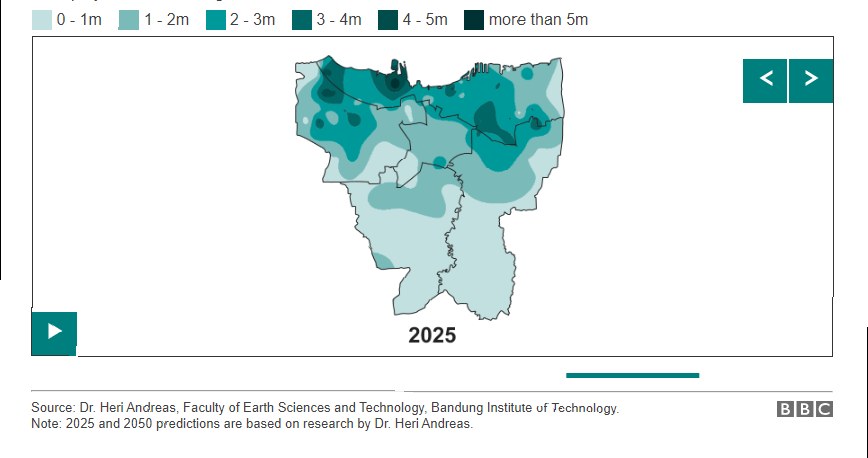 0 - 1m 1 - 2m 2 - 3m 3 - 4m 4 - 5m more than 5m
< >
2025
Source: Dr. Heri Andreas, Faculty of Earth Sciences and Technology, Bandung Institute of Technology.
BBC
Note: 2025 and 2050 predictions are based on research by Dr. Heri Andreas.